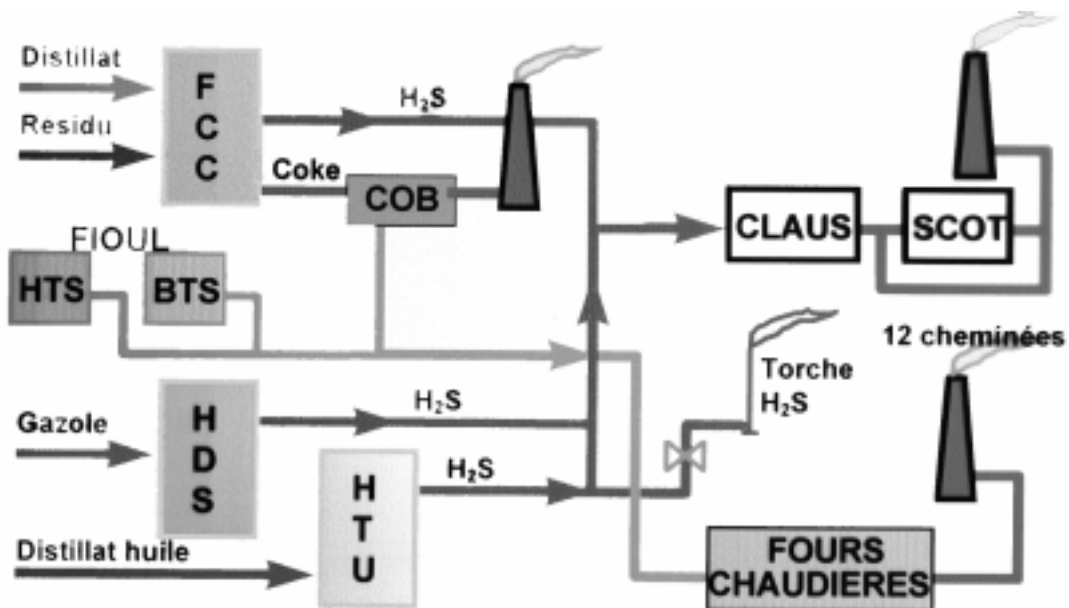 Distillat
Residu
F
C
C
H₂S
Coke
COB
CLAUS
SCOT
FIOUL
HTS
BTS
12 cheminées
Torche
H₂S
Gazole
H
D
S
H₂S
H₂S
H
T
U
Distillat huile
FOURS
CHAUDIERES